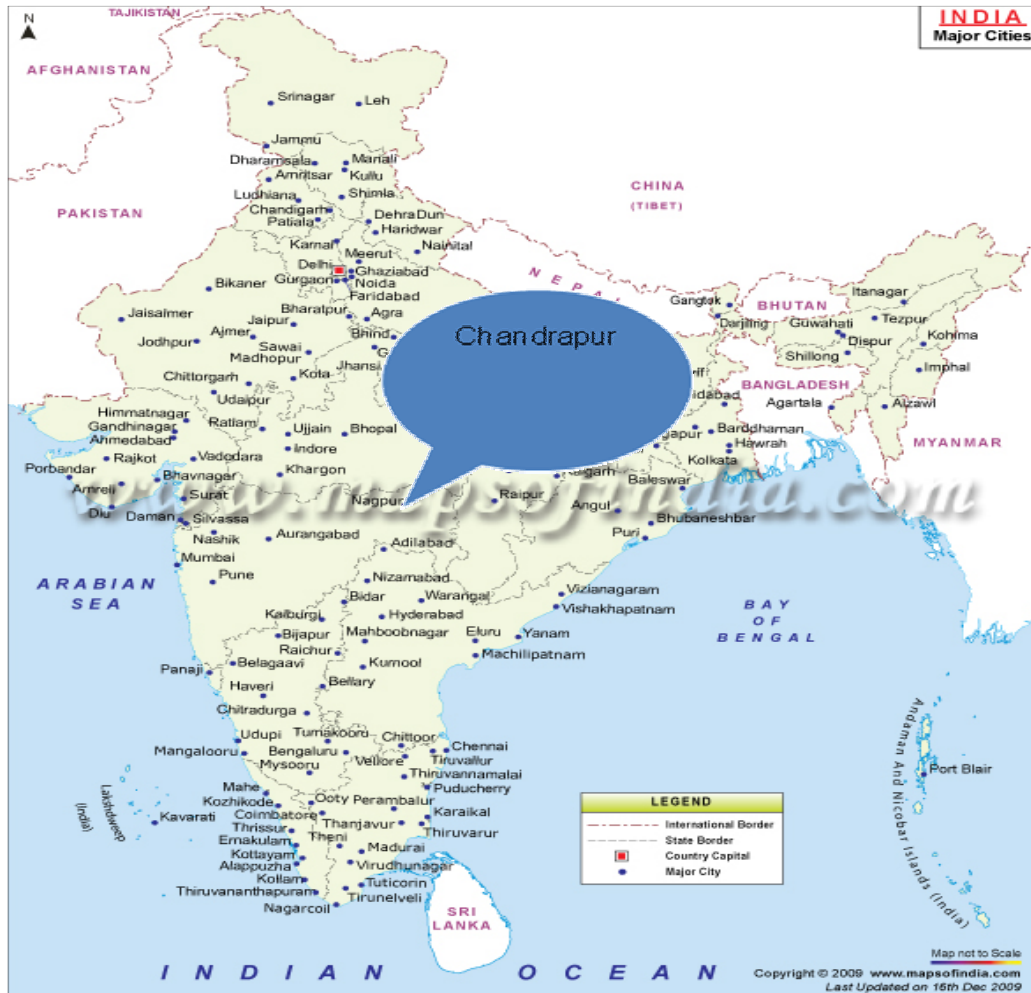 N
TAJIKISTAN
INDIA
Major Cities
AFGHANISTAN
Srinagar
Leh
Jammu
Dharamsala
Manali
Amritsar
Kullu
CHINA
(TIBET)
Ludhiana
Shimla
PAKISTAN
Chandigarh
DehraDun
Patiala
Haridwar
Karnal
Nainital
Meerut
Delhi
Ghaziabad
Gurgaon
Noida
Faridabad
Bikaner
NEPAL
Gangtok
BHUTAN
Itanagar
Jaisalmer
Bharatpur
Agra
Jaipur
Darjiling
Guwahati
Tezpur
Chandrapur
Ajmer
Bhind
Dispur
Kohima
Jodhpur
Sawai
Madhopur
Shillong
Jhansi
G
Imphal
Kota
Chittorgarh
BANGLADESH
Udaipur
idabad
Agartala
Aizawl
Himmatnagar
Gandhinagar
Ratlam
Ujjain
Bhopal
gapur
Barddhaman
MYANMAR
Ahmedabad
Hawrah
Rajkot
Vadodara
Indore
Kolkata
Porbandar
Khargon
Baleswar
Bhavnagar
Amreli
www.mapsofindia.com
Surat
Nagpur
Raipur
Diu
Daman
Silvassa
Angul
Bhubaneshbar
Nashik
Aurangabad
Adilabad
Puri
Mumbai
ARABIAN
SEA
Pune
Nizamabad
Vizianagaram
Bidar
Warangal
Vishakhapatnam
BAY
OF
BENGAL
Kalburgi
Hyderabad
Bijapur
Mahboobnagar
Eluru
Yanam
Raichur
Machilipatnam
Belagaavi
Kurnool
Panaji
Haveri
Bellary
Chitradurga
Udupi
Tumakooru
Chittoor
Chennai
Mangalooru
Bengaluru
Tiruvallur
Mysooru
Vellore
Thiruvannamalai
Port Blair
Mahe
Puducherry
Andaman And Nicobar Islands (India)
Lakshdweep
(India)
Kavarati
Kozhikode
Ooty
Perambalur
Coimbatore
Karaikal
Thrissur
Thanjavur
Thiruvarur
Ernakulam
Theni
Madurai
Kottayam
Alappuzha
Virudhunagar
Kollam
Tuticorin
Thiruvananthapuram
Tirunelveli
Nagarcoil
SRI
LANKA
LEGEND
International Border
State Border
Country Capital
Major City
INDIAN OCEAN
Map not to Scale
Copyright © 2009 www.mapsofindia.com
Last Updated on 16th Dec 2009